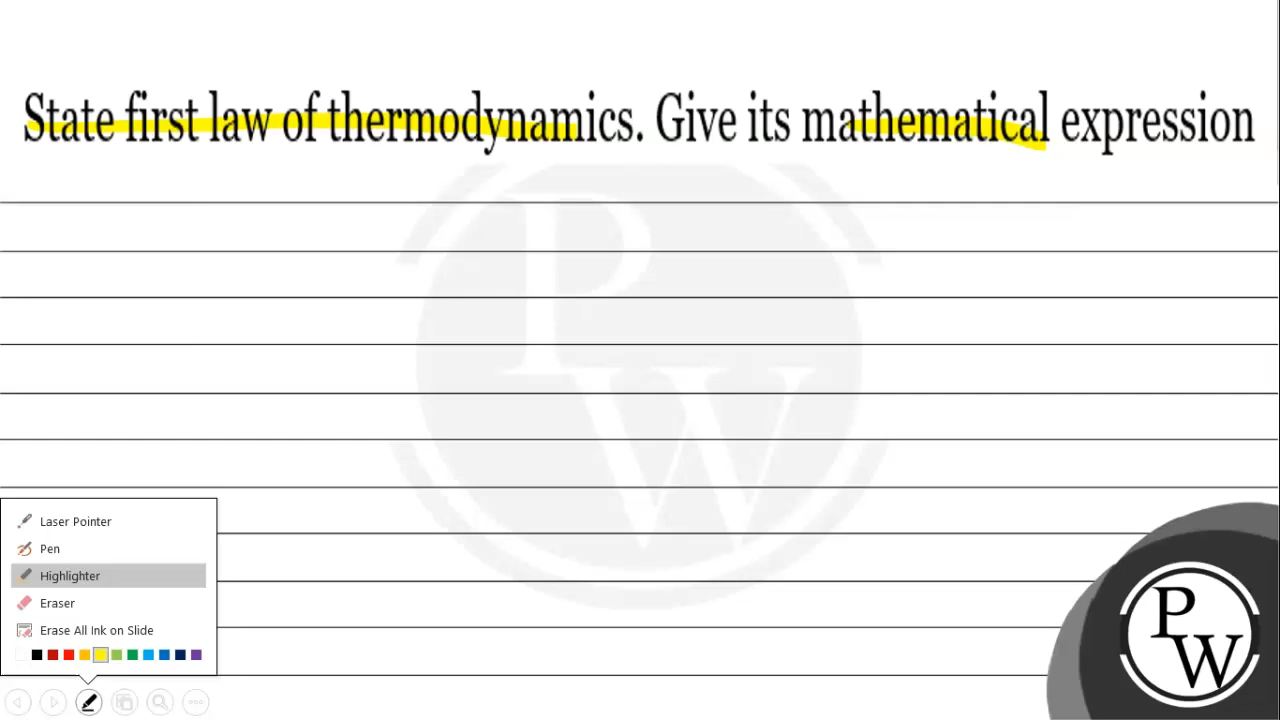 State first law of thermodynamics. Give its mathematical expression
P
W
Laser Pointer
Pen
Highlighter
Eraser
Erase All Ink on Slide
P
W